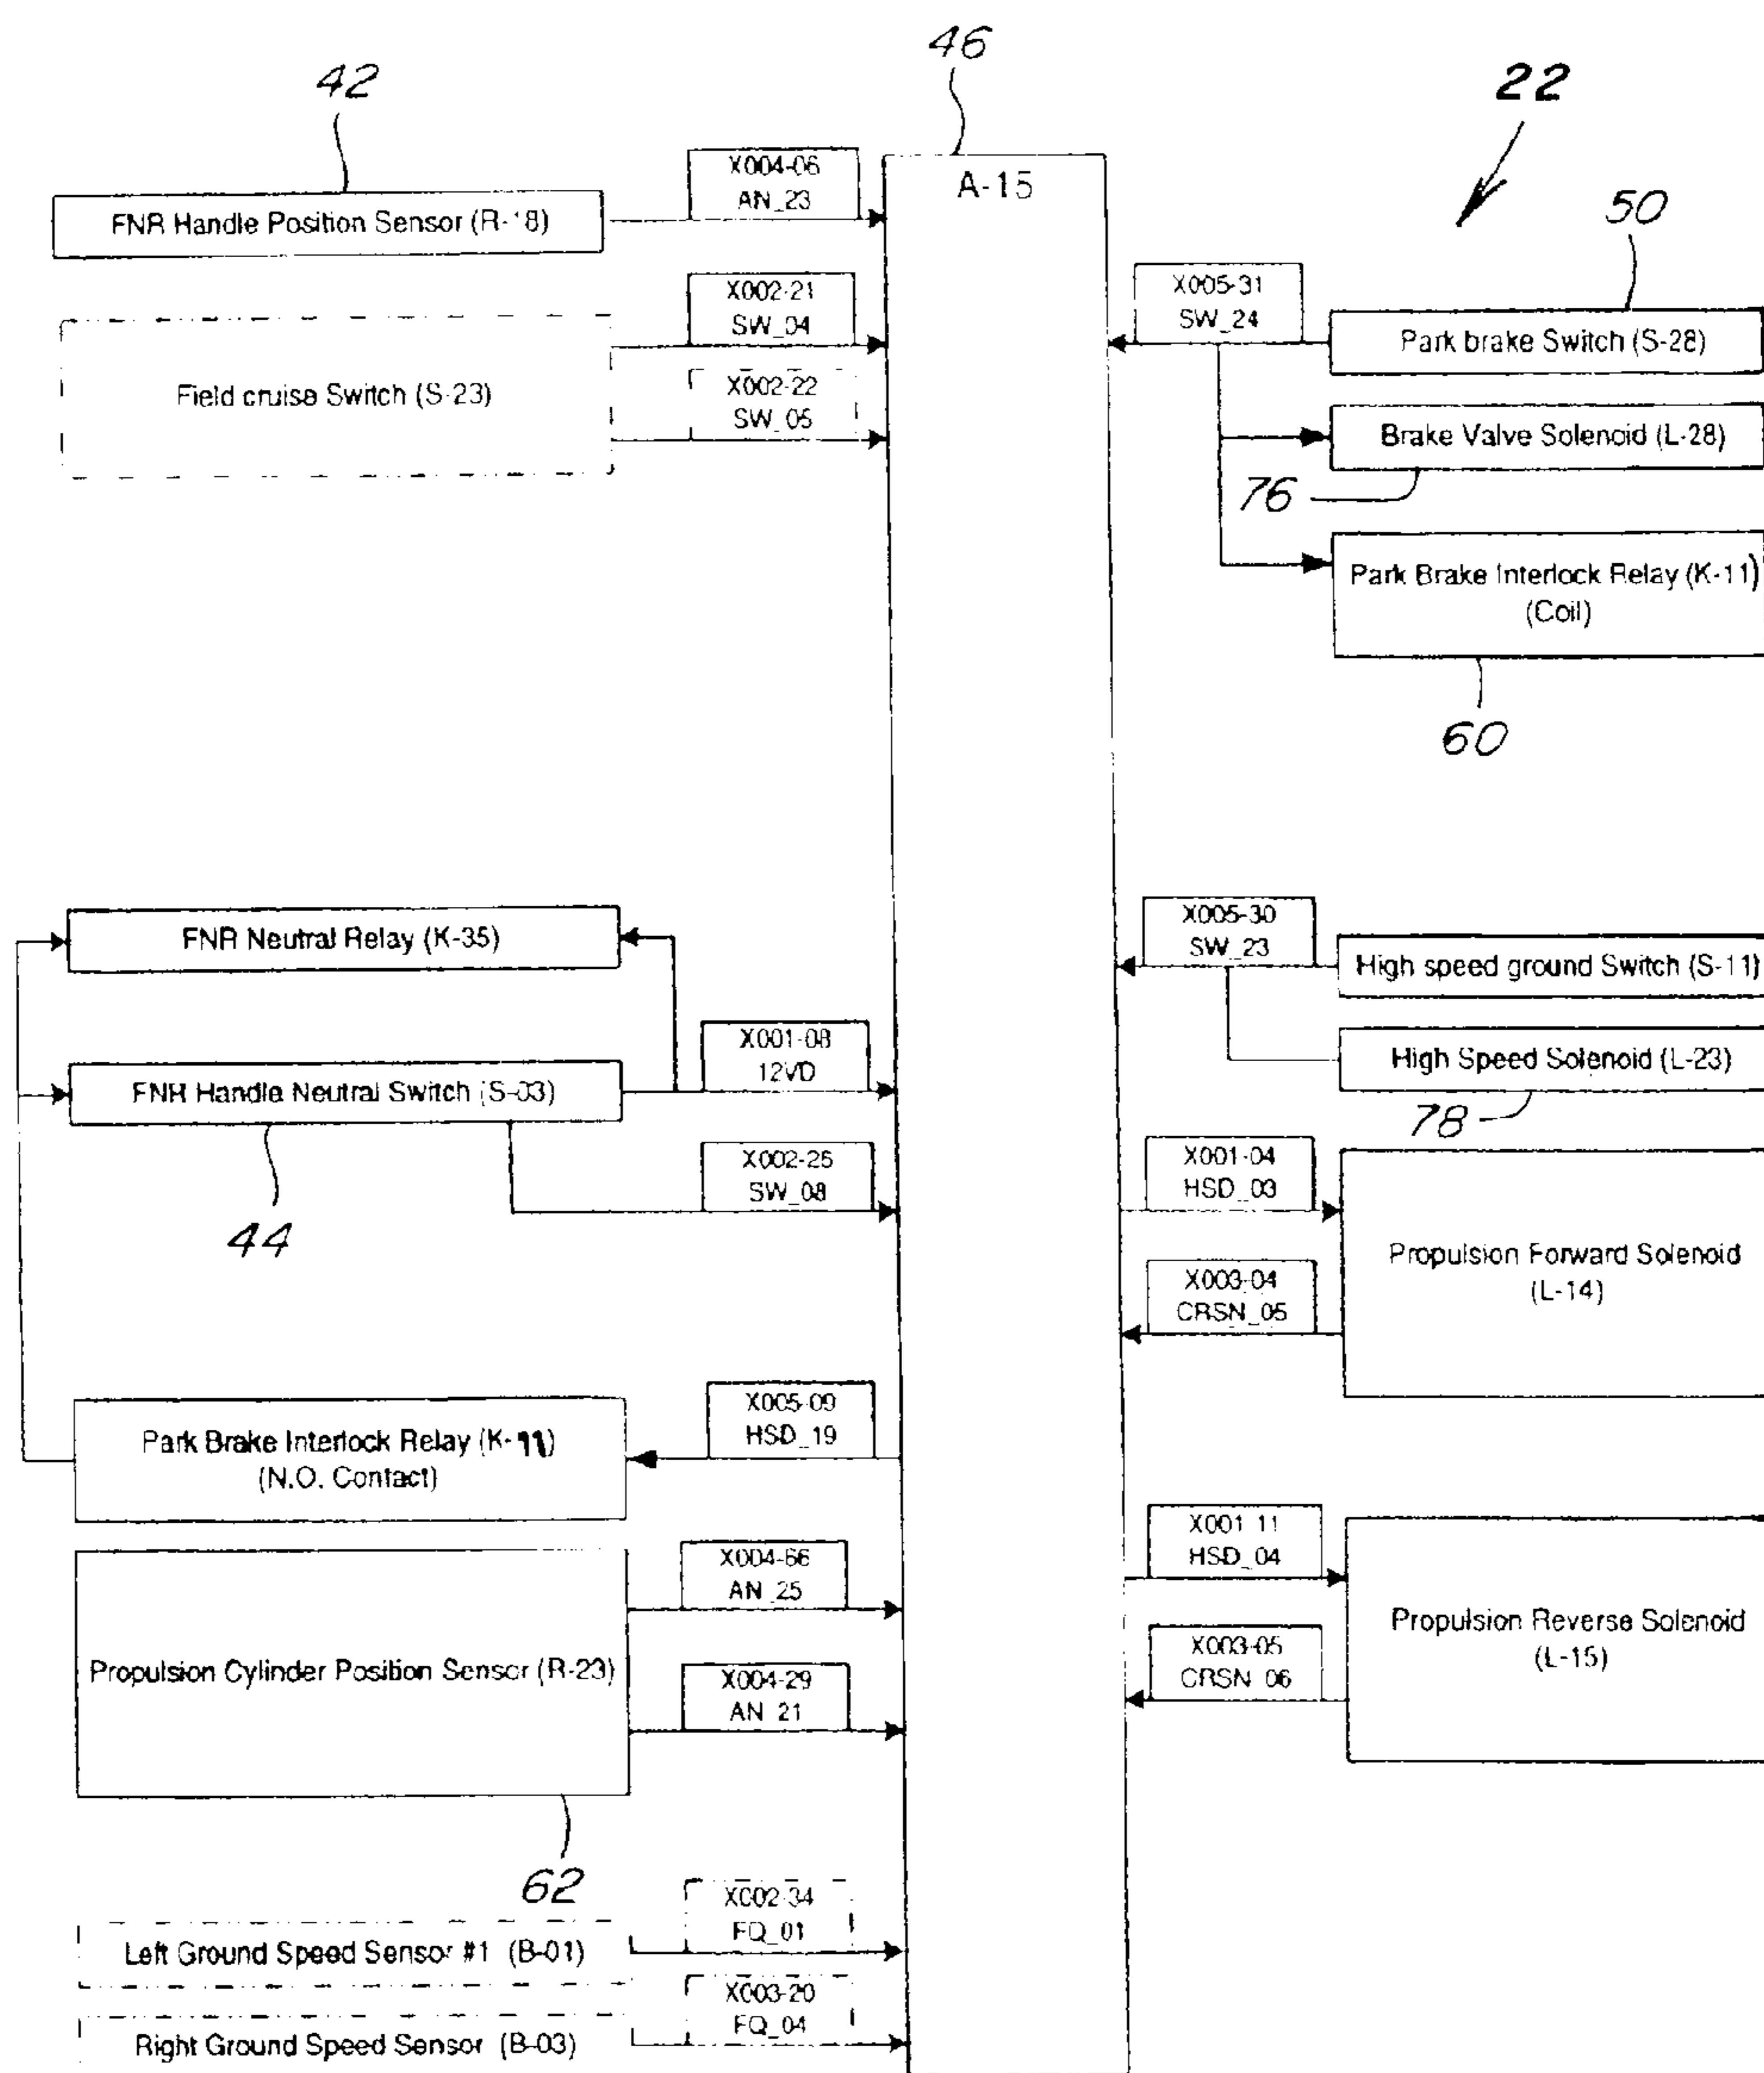 42
46
22
X004-06
AN_23
A-15
FNR Handle Position Sensor (R-18)
50
X002-21
SW_04
X005-31
SW_24
Park brake Switch (S-28)
Field cruise Switch (S-23)
X002-22
SW_05
Brake Valve Solenoid (L-28)
76
Park Brake Interlock Relay (K-11)
(Coil)
60
FNR Neutral Relay (K-35)
X005-30
SW_23
High speed ground Switch (S-11)
X001-08
12VD
High Speed Solenoid (L-23)
FNR Handle Neutral Switch (S-03)
78
X002-25
SW_08
X001-04
HSD_03
44
Propulsion Forward Solenoid
(L-14)
X003-04
CRSN_05
X005-09
HSD_19
Park Brake Interlock Relay (K-11)
(N.O. Contact)
X001-11
HSD_04
X004-66
AN_25
Propulsion Reverse Solenoid
(L-15)
X003-05
CRSN_06
Propulsion Cylinder Position Sensor (R-23)
X004-29
AN_21
62
X002-34
FQ_01
Left Ground Speed Sensor #1 (B-01)
X003-20
FQ_04
Right Ground Speed Sensor (B-03)